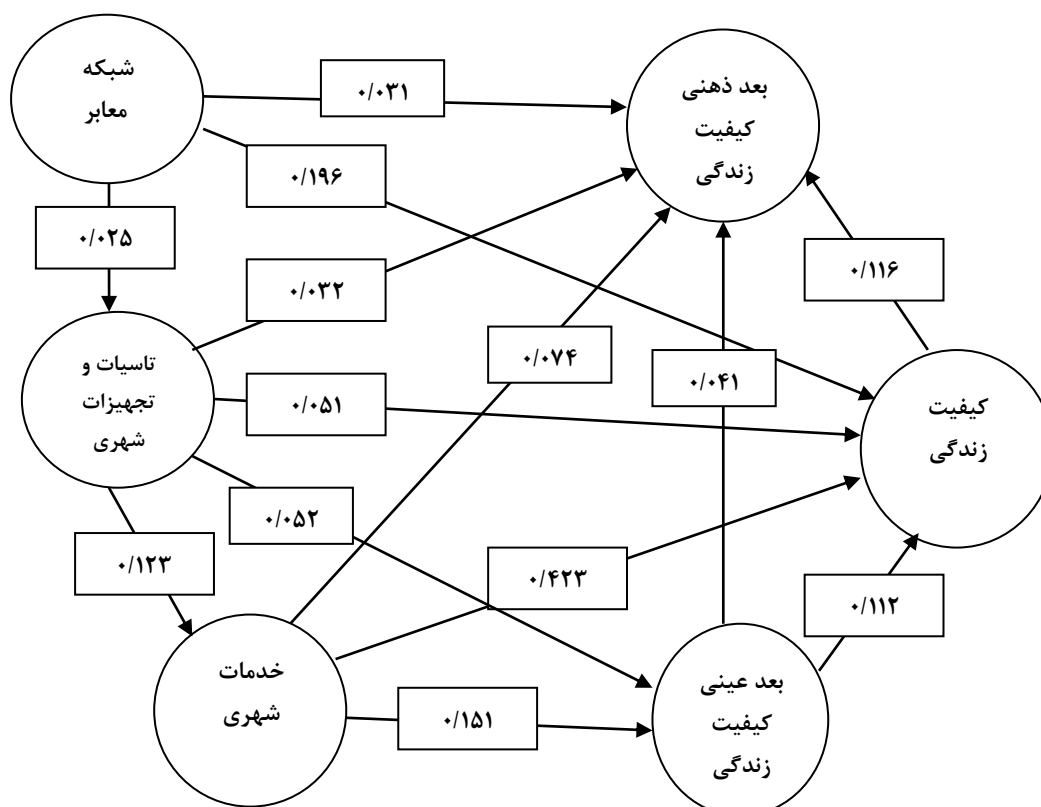 شبکه
معابر
۰/۰۳۱
بعد ذهنی
کیفیت
زندگی
۰/۱۹۶
۰/۰۲۵
۰/۰۳۲
۰/۱۱۶
تاسیات و
تجهیزات
شهری
۰/۰۷۴
۰/۰۴۱
۰/۰۵۱
کیفیت
زندگی
۰/۰۵۲
۰/۱۲۳
۰/۴۲۳
۰/۱۱۲
خدمات
شهری
۰/۱۵۱
بعد عینی
کیفیت
زندگی